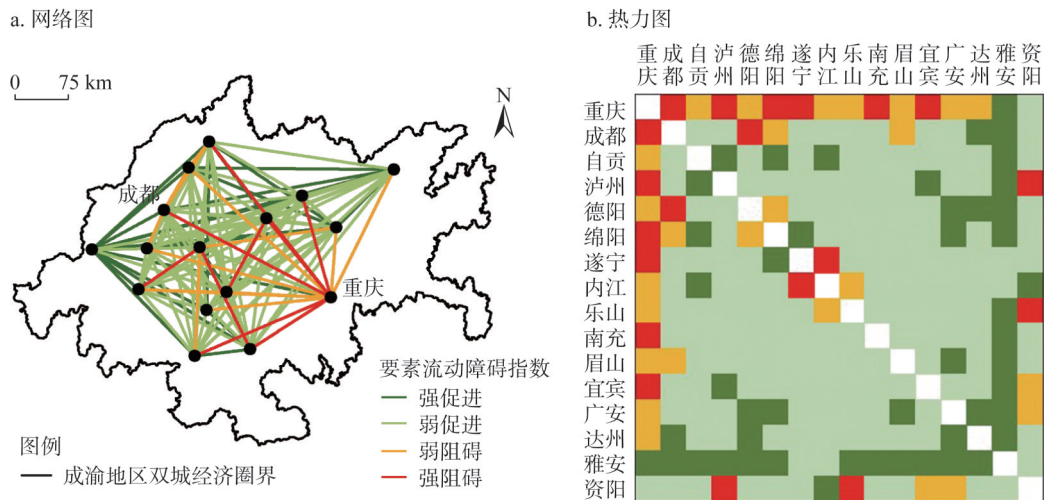 a. 网络图
0 75 km
N
成都
重庆
要素流动障碍指数
强促进
弱促进
弱阻碍
强阻碍
图例
成渝地区双城经济圈界
b. 热力图
重庆 成都 自贡 泸州 德阳 绵阳 遂宁 内江 乐山 南充 眉山 宜宾 广安 达州 雅安 资阳
重庆
成都
自贡
泸州
德阳
绵阳
遂宁
内江
乐山
南充
眉山
宜宾
广安
达州
雅安
资阳